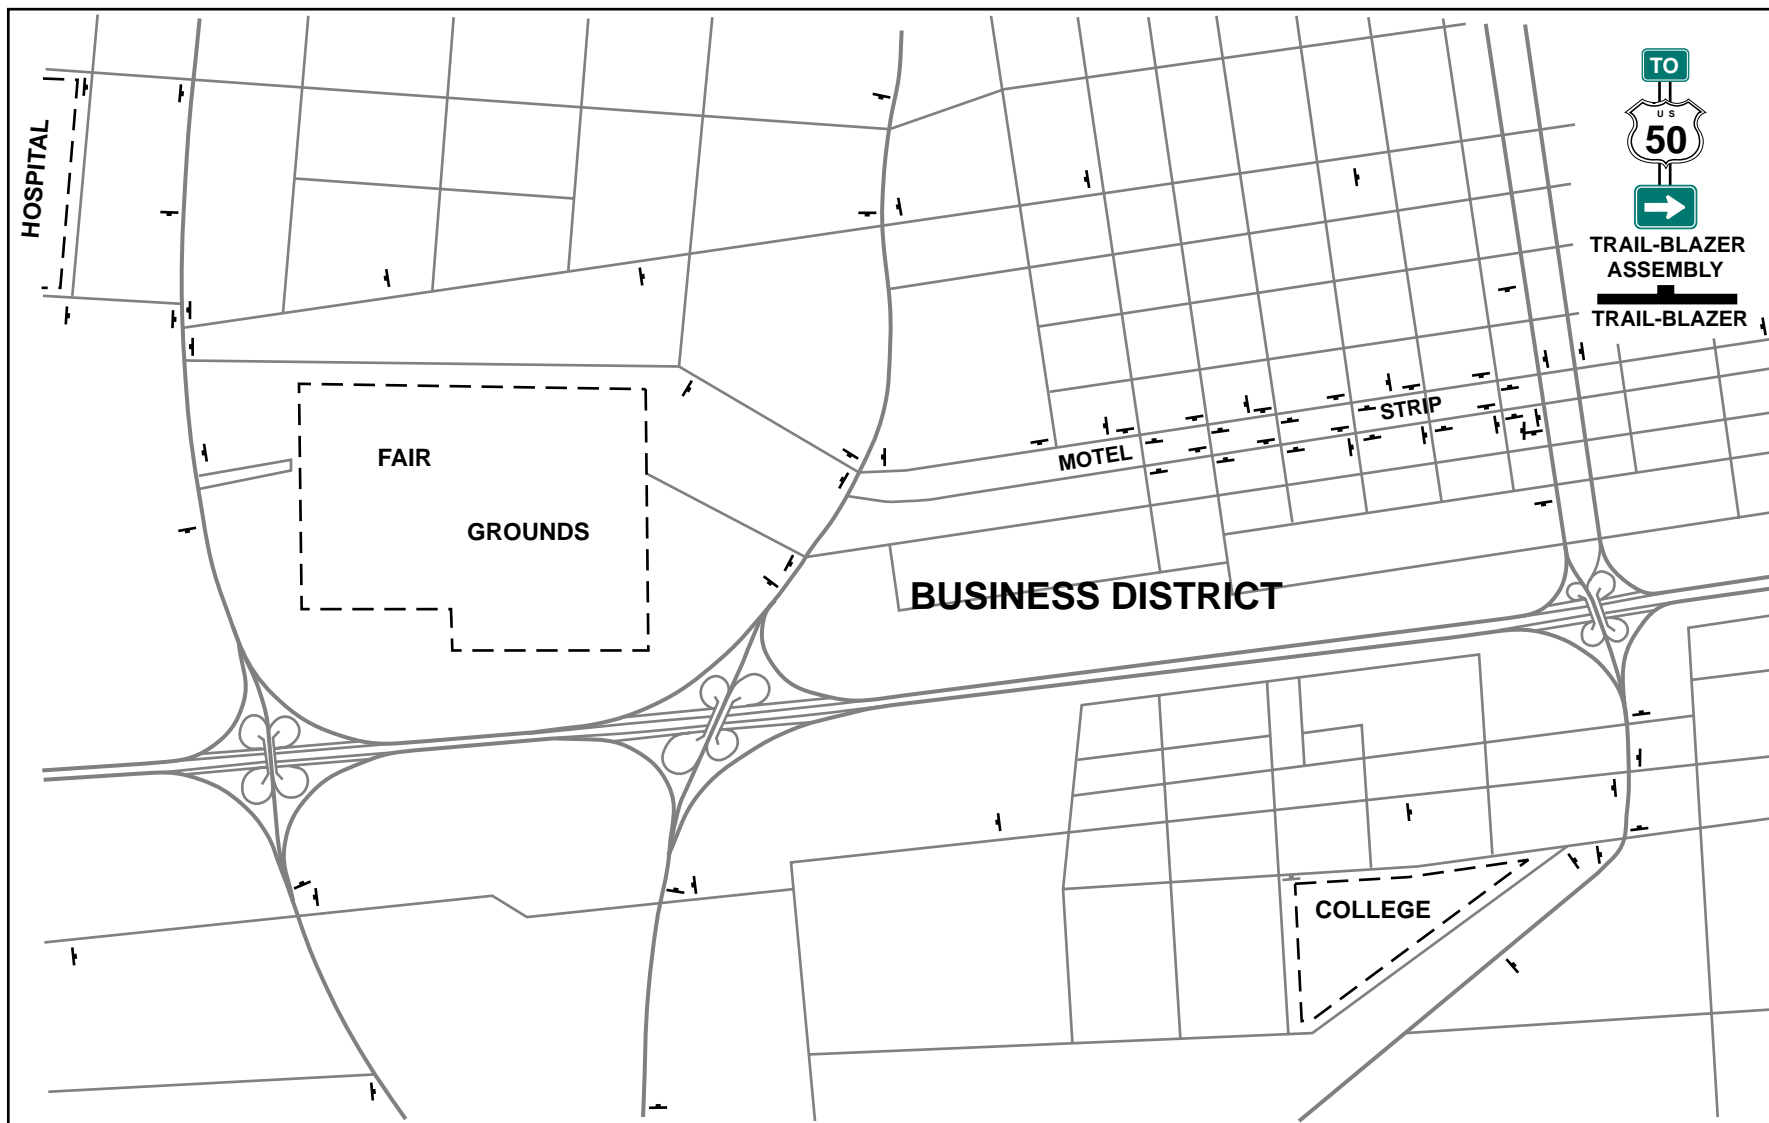 TO
U S
50
TRAIL-BLAZER
ASSEMBLY
TRAIL-BLAZER
HOSPITAL
FAIR
GROUNDS
MOTEL
STRIP
BUSINESS DISTRICT
COLLEGE